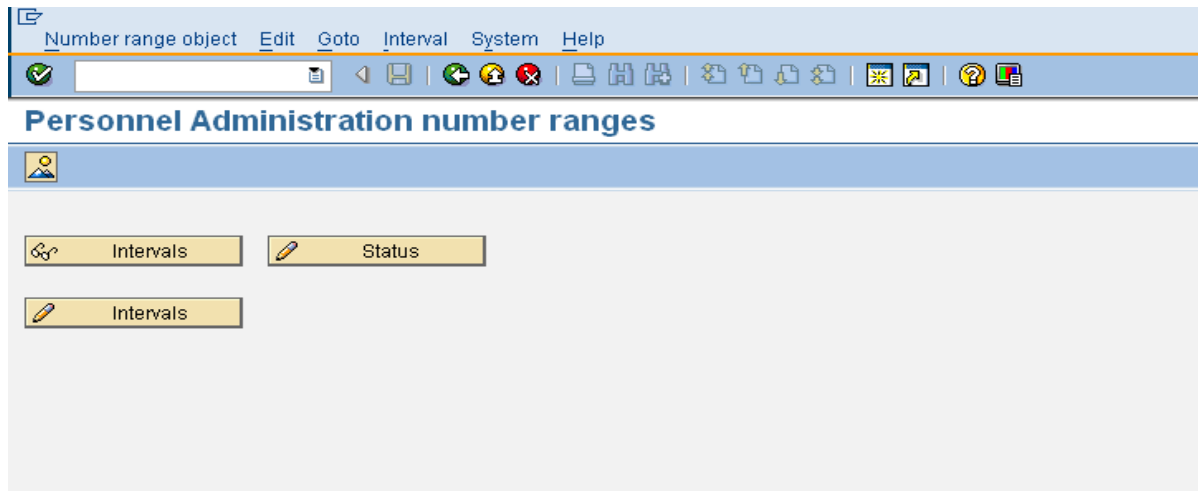 Number range object Edit Goto Interval System Help
Personnel Administration number ranges
Intervals Status
Intervals